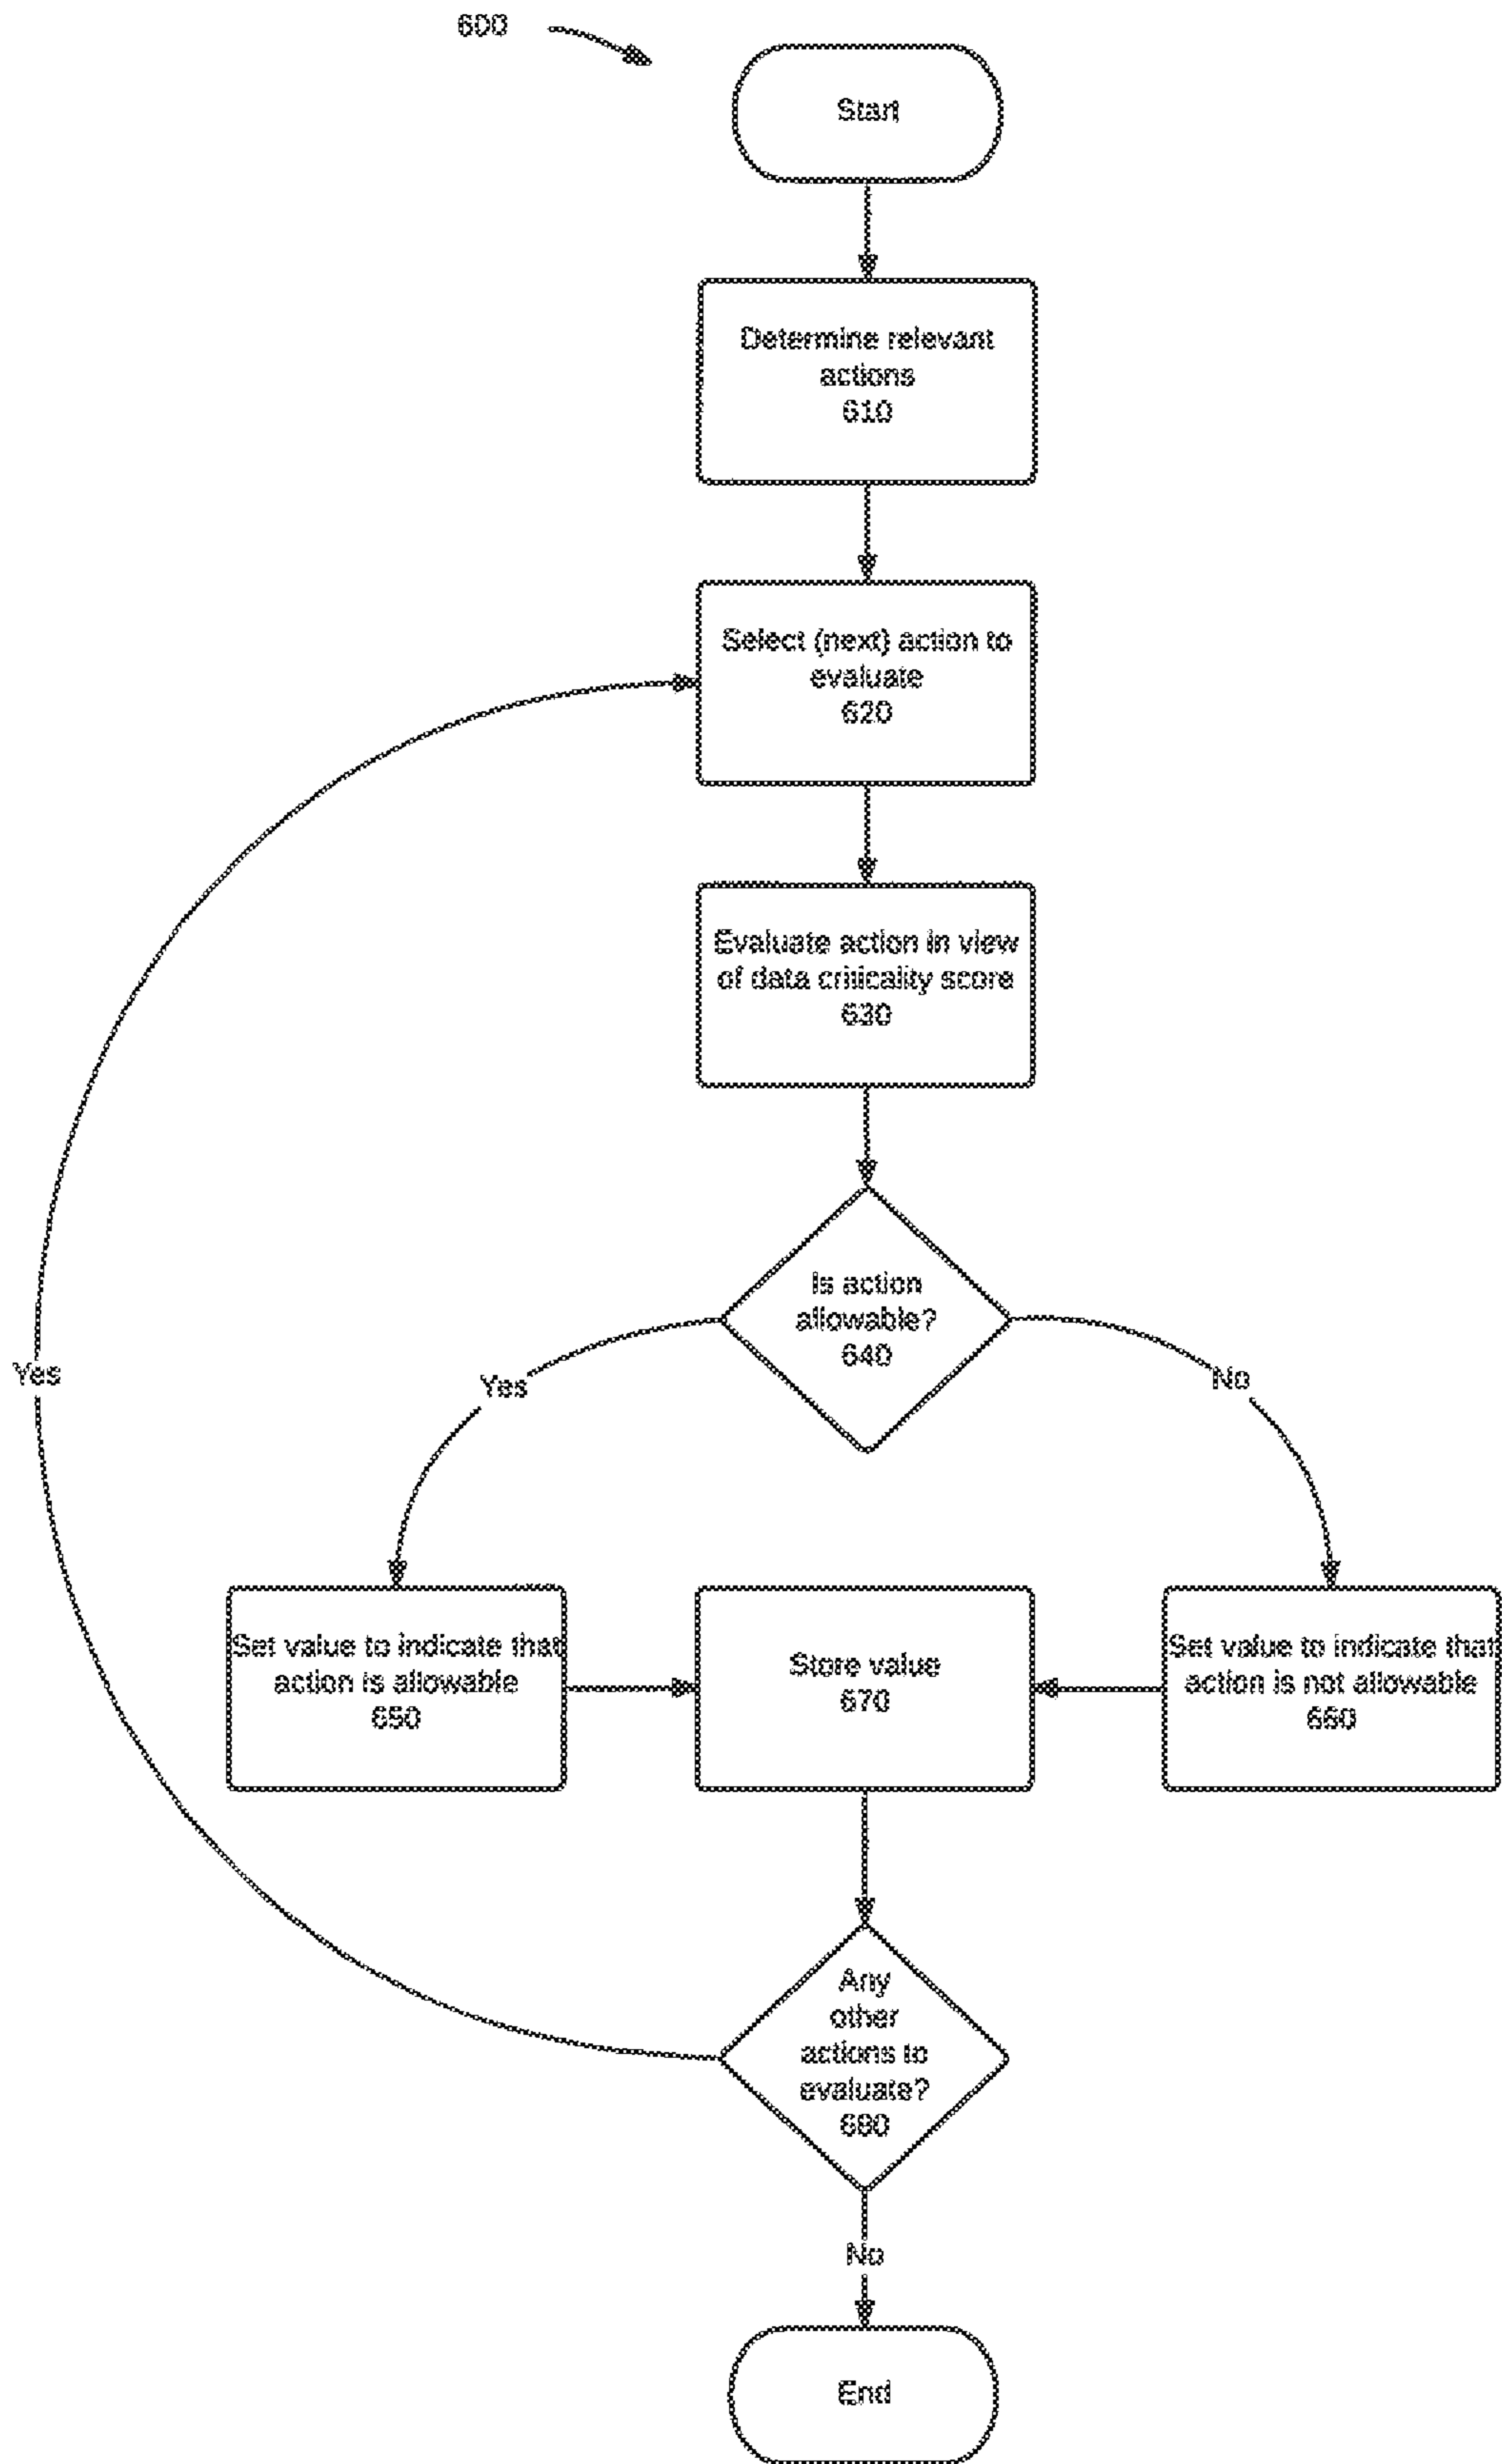 600
Start
Determine relevant
actions
610
Select (next) action to
evaluate
620
Evaluate action in view
of data criticality score
630
Is action
allowable?
640
Yes
Yes
No
Set value to indicate that
action is allowable
650
Store value
670
Set value to indicate that
action is not allowable
660
Any
other
actions to
evaluate?
680
No
End